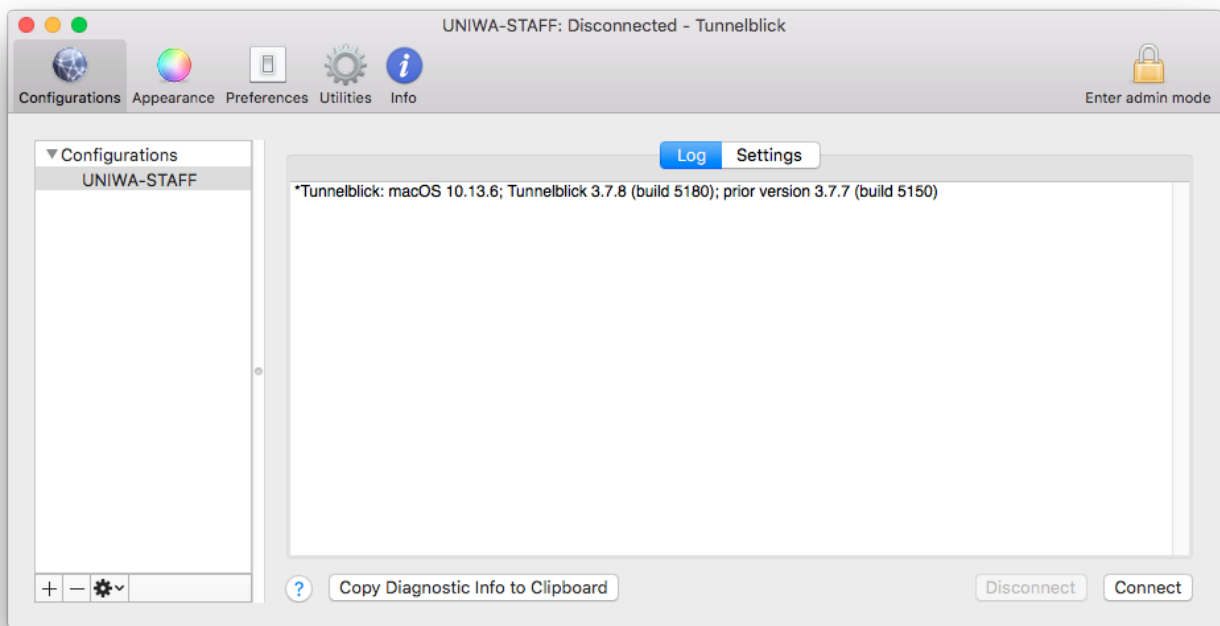 UNIWA-STAFF: Disconnected - Tunnelblick
Configurations Appearance Preferences Utilities Info Enter admin mode
Configurations
UNIWA-STAFF
Log Settings
*Tunnelblick: macOS 10.13.6; Tunnelblick 3.7.8 (build 5180); prior version 3.7.7 (build 5150)
? Copy Diagnostic Info to Clipboard Disconnect Connect